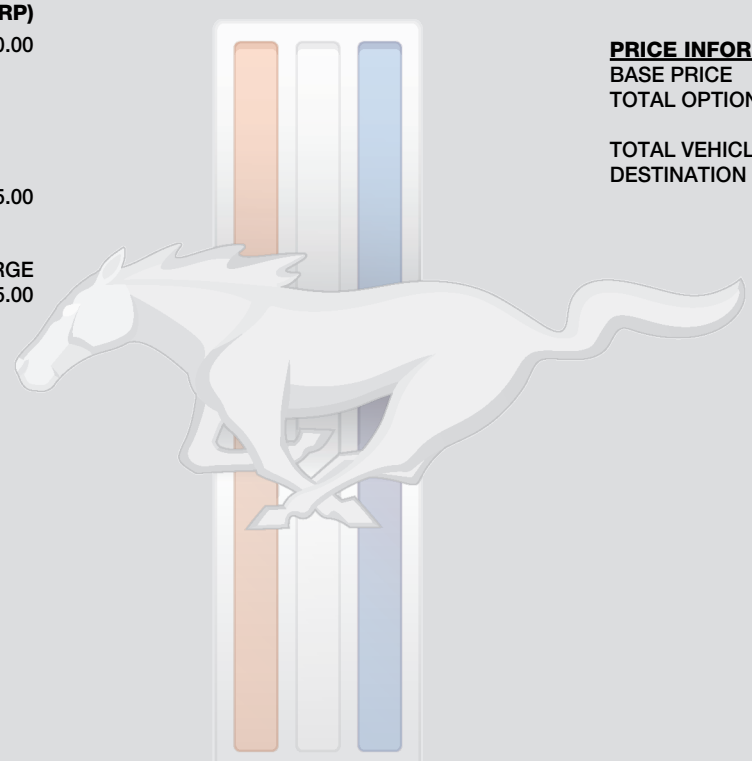 RP)
0.00
5.00
RGE
5.00
PRICE INFOR
BASE PRICE
TOTAL OPTION
TOTAL VEHICL
DESTINATION